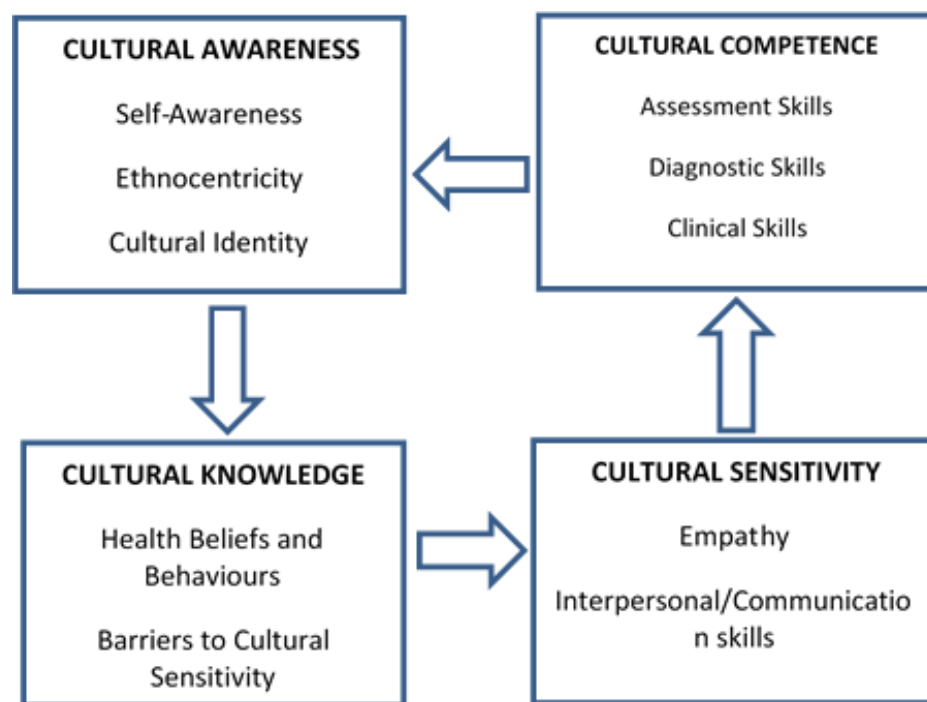 CULTURAL AWARENESS
Self-Awareness
Ethnocentricity
Cultural Identity
CULTURAL COMPETENCE
Assessment Skills
Diagnostic Skills
Clinical Skills
CULTURAL KNOWLEDGE
Health Beliefs and
Behaviours
Barriers to Cultural
Sensitivity
CULTURAL SENSITIVITY
Empathy
Interpersonal/Communicatio
n skills